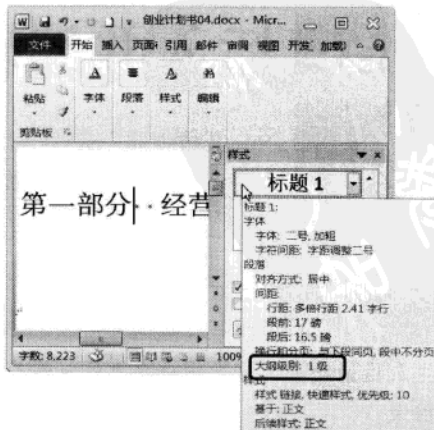 创业计划书04.docx - Micr...
文件 开始 插入 页面 引用 邮件 审阅 视图 开发 加载
粘贴 字体 段落 样式 编辑
剪贴板
样式
标题 1
第一部分 经营
标题 1:
字体
字体: 二号, 加粗
字符间距: 字距调整二号
段落
对齐方式: 居中
间距:
行距: 多倍行距 2.41 字行
段前: 17 磅
段后: 16.5 磅
换行和分页: 与下段同页, 段中不分页
大纲级别: 1 级
样式
样式 链接, 快速样式, 优先级: 10
基于: 正文
后续样式: 正文
字数: 8,223 100%